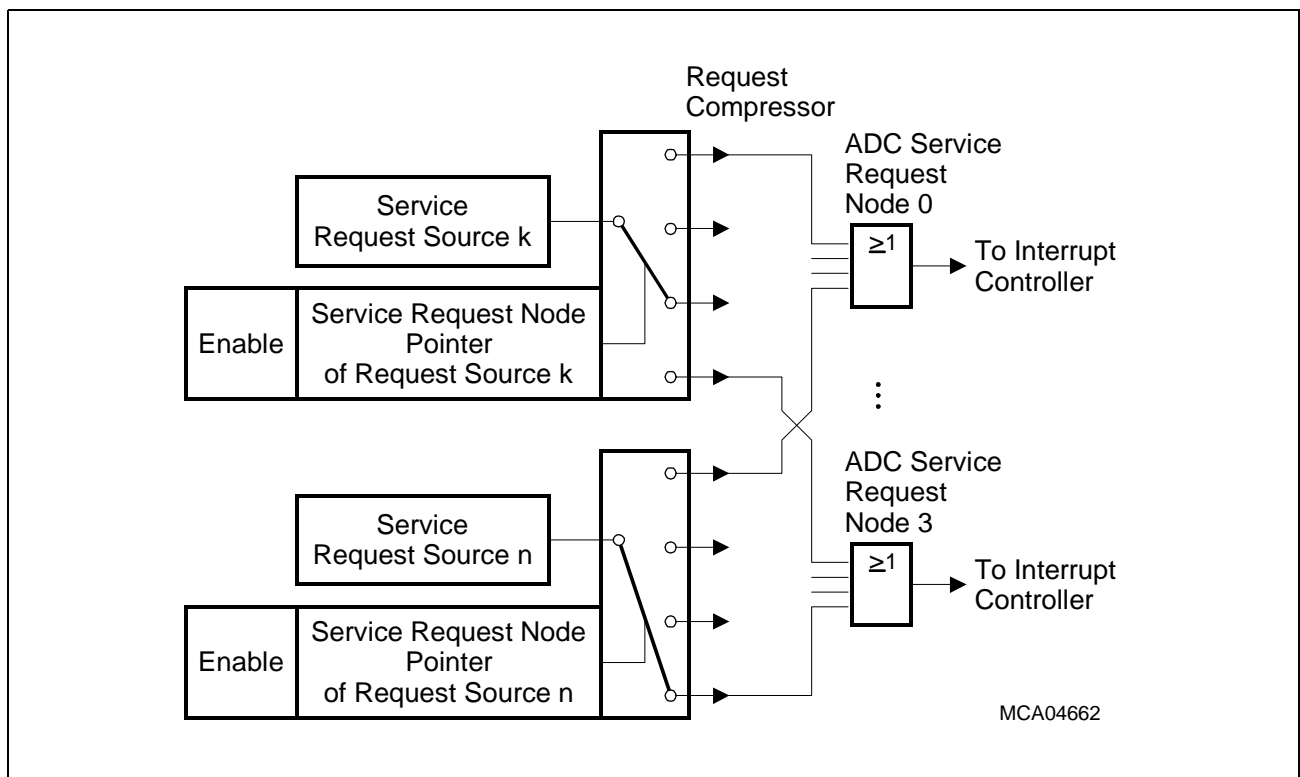 Request
Compressor
ADC Service
Request
Node 0
Service
Request Source k
≥1
To Interrupt
Controller
Enable
Service Request Node
Pointer
of Request Source k
⋮
ADC Service
Request
Node 3
Service
Request Source n
≥1
To Interrupt
Controller
Enable
Service Request Node
Pointer
of Request Source n
MCA04662